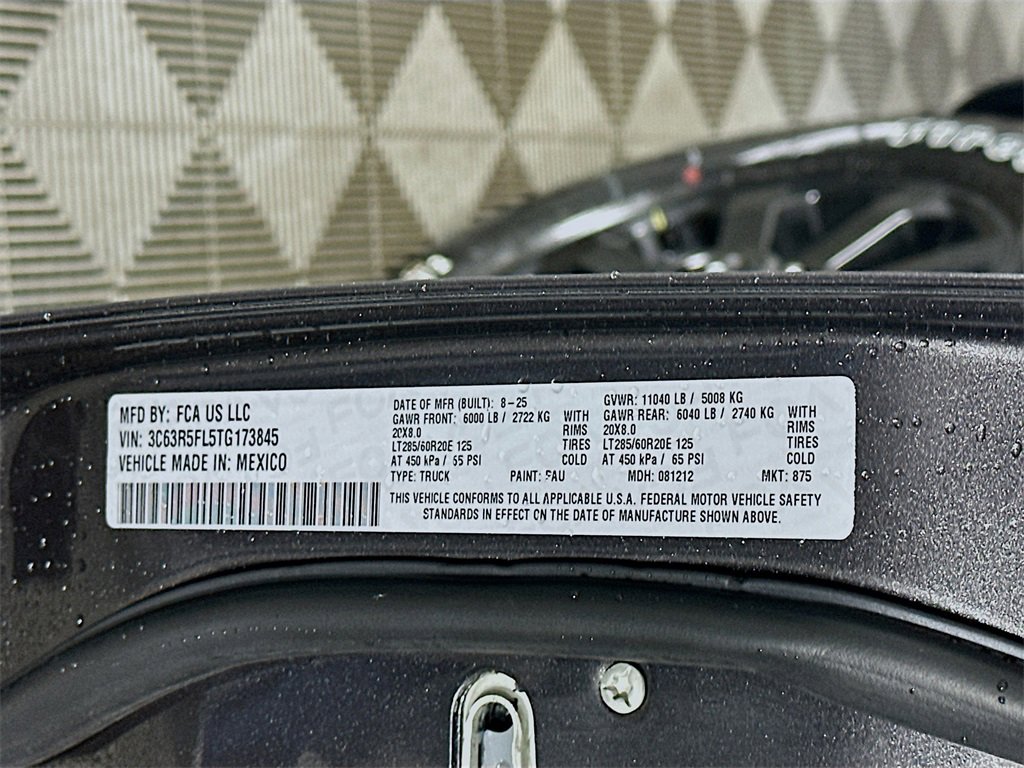 MFD BY: FCA US LLC
VIN: 3C63R5FL5TG173845
VEHICLE MADE IN: MEXICO
DATE OF MFR (BUILT): 8-25
GAWR FRONT: 6000 LB / 2722 KG WITH
20X8.0 RIMS
LT285/60R20E 125 TIRES
AT 450 kPa / 65 PSI COLD
TYPE: TRUCK PAINT: PAU
GVWR: 11040 LB / 5008 KG
GAWR REAR: 6040 LB / 2740 KG WITH
20X8.0 RIMS
LT285/60R20E 125 TIRES
AT 450 kPa / 65 PSI COLD
MDH: 081212 MKT: 875
THIS VEHICLE CONFORMS TO ALL APPLICABLE U.S.A. FEDERAL MOTOR VEHICLE SAFETY
STANDARDS IN EFFECT ON THE DATE OF MANUFACTURE SHOWN ABOVE.